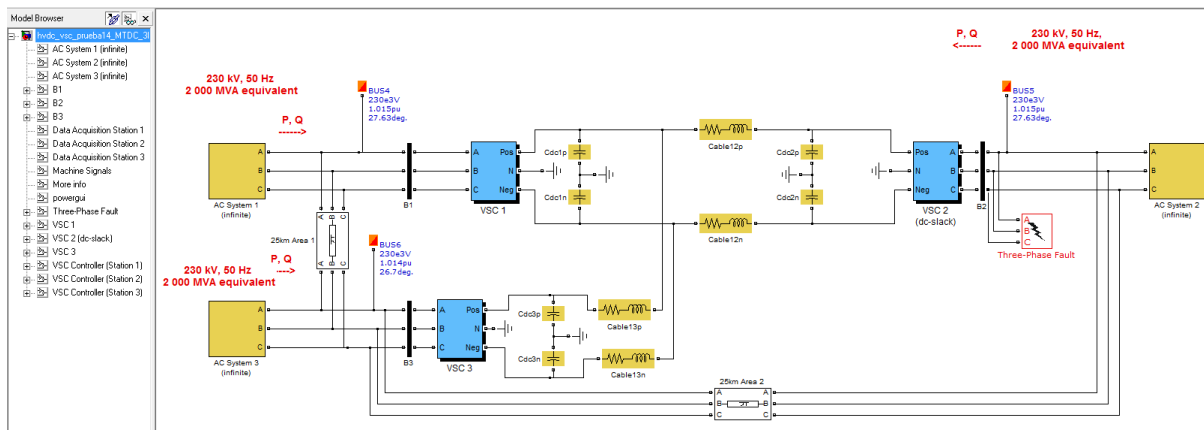 Model Browser
hvdc_vsc_prueba14_MTDC_3l
AC System 1 (infinite)
AC System 2 (infinite)
AC System 3 (infinite)
B1
B2
B3
Data Acquisition Station 1
Data Acquisition Station 2
Data Acquisition Station 3
Machine Signals
More info
powergui
Three-Phase Fault
VSC 1
VSC 2 (dc-slack)
VSC 3
VSC Controller (Station 1)
VSC Controller (Station 2)
VSC Controller (Station 3)
230 kV, 50 Hz
2 000 MVA equivalent
P, Q
------>
BUS4
230e3V
1.015pu
27.63deg.
A
B
C
AC System 1
(infinite)
B1
A
B
C
Pos
N
Neg
VSC 1
Cdc1p
Cdc1n
Cable12p
Cable12n
Cdc2p
Cdc2n
Pos
N
Neg
A
B
C
VSC 2
(dc-slack)
B2
P, Q
<------
230 kV, 50 Hz,
2 000 MVA equivalent
BUS5
230e3V
1.015pu
27.63deg.
A
B
C
AC System 2
(infinite)
A
B
C
Three-Phase Fault
A B C
25km Area 1
A B C
P, Q
---->
230 kV, 50 Hz
2 000 MVA equivalent
BUS6
230e3V
1.014pu
26.7deg.
A
B
C
AC System 3
(infinite)
B3
A
B
C
Pos
N
Neg
VSC 3
Cdc3p
Cdc3n
Cable13p
Cable13n
25km Area 2
A
B
C
A
B
C